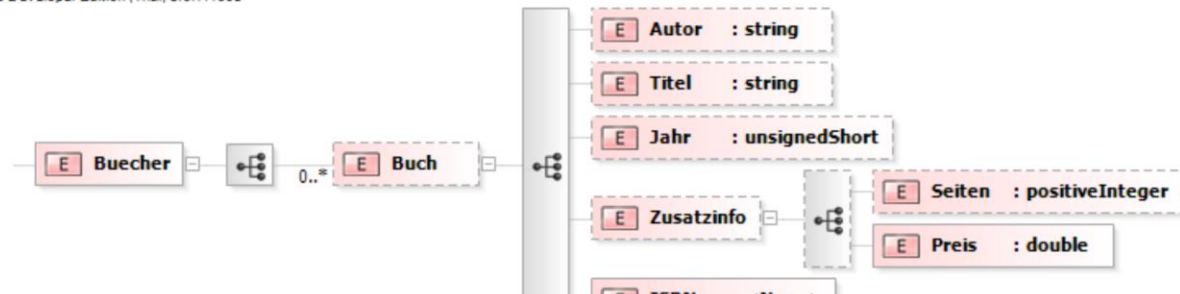 E Autor : string
E Titel : string
E Jahr : unsignedShort
E Buecher
0..*
E Buch
E Zusatzinfo
E Seiten : positiveInteger
E Preis : double